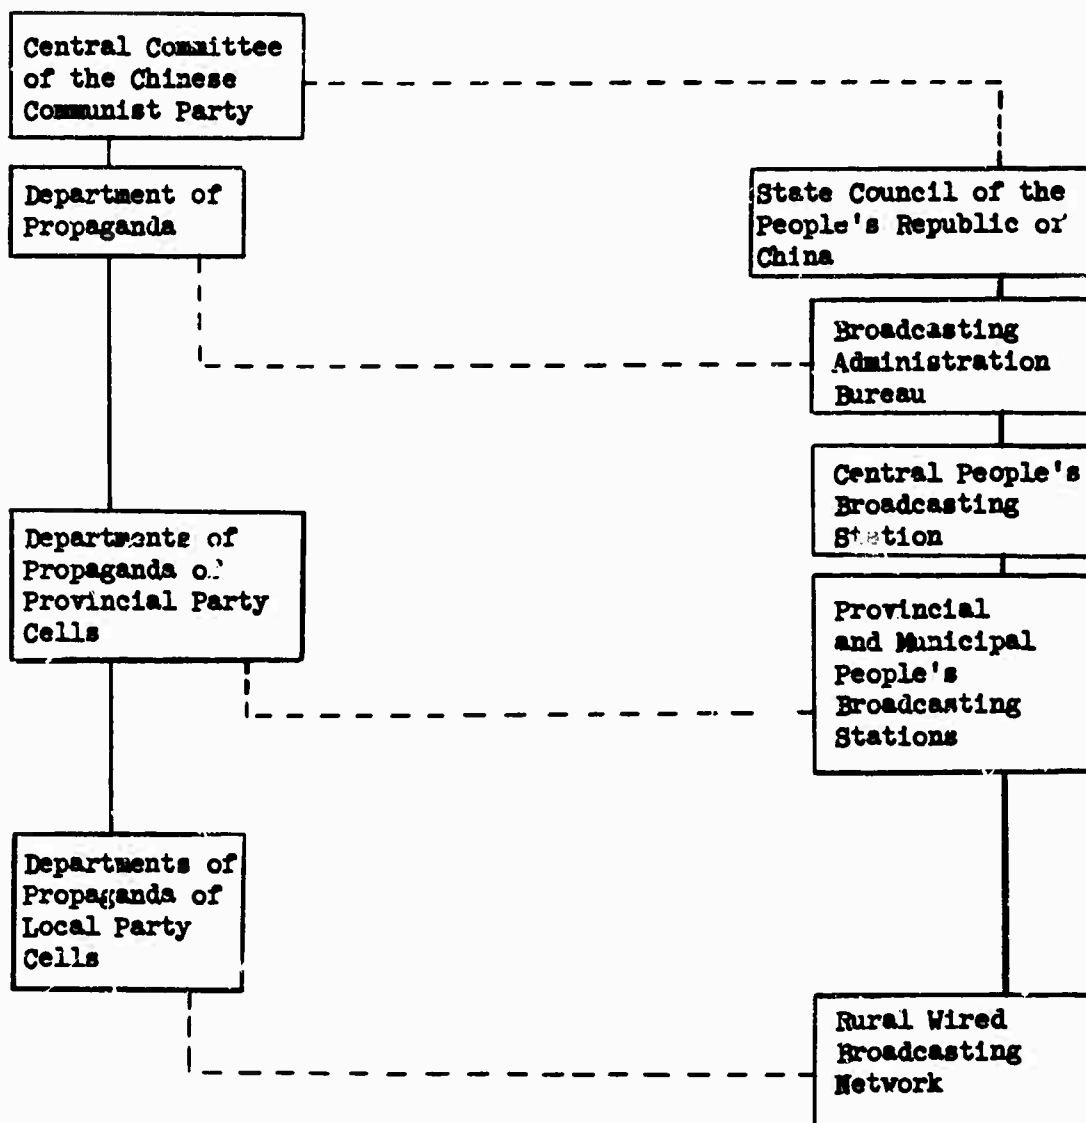 Central Committee
of the Chinese
Communist Party
Department of
Propaganda
State Council of the
People's Republic or
China
Broadcasting
Administration
Bureau
Central People's
Broadcasting
Station
Departments of
Propaganda of
Provincial Party
Cells
Provincial
and Municipal
People's
Broadcasting
Stations
Departments of
Propaganda of
Local Party
Cells
Rural Wired
Broadcasting
Network